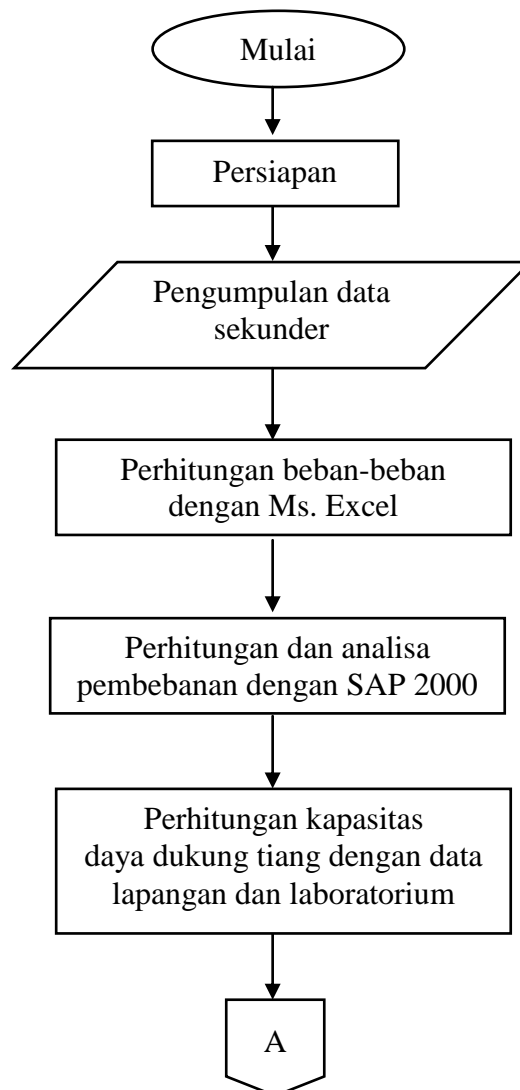 Mulai
Persiapan
Pengumpulan data
sekunder
Perhitungan beban-beban
dengan Ms. Excel
Perhitungan dan analisa
pembebanan dengan SAP 2000
Perhitungan kapasitas
daya dukung tiang dengan data
lapangan dan laboratorium
A